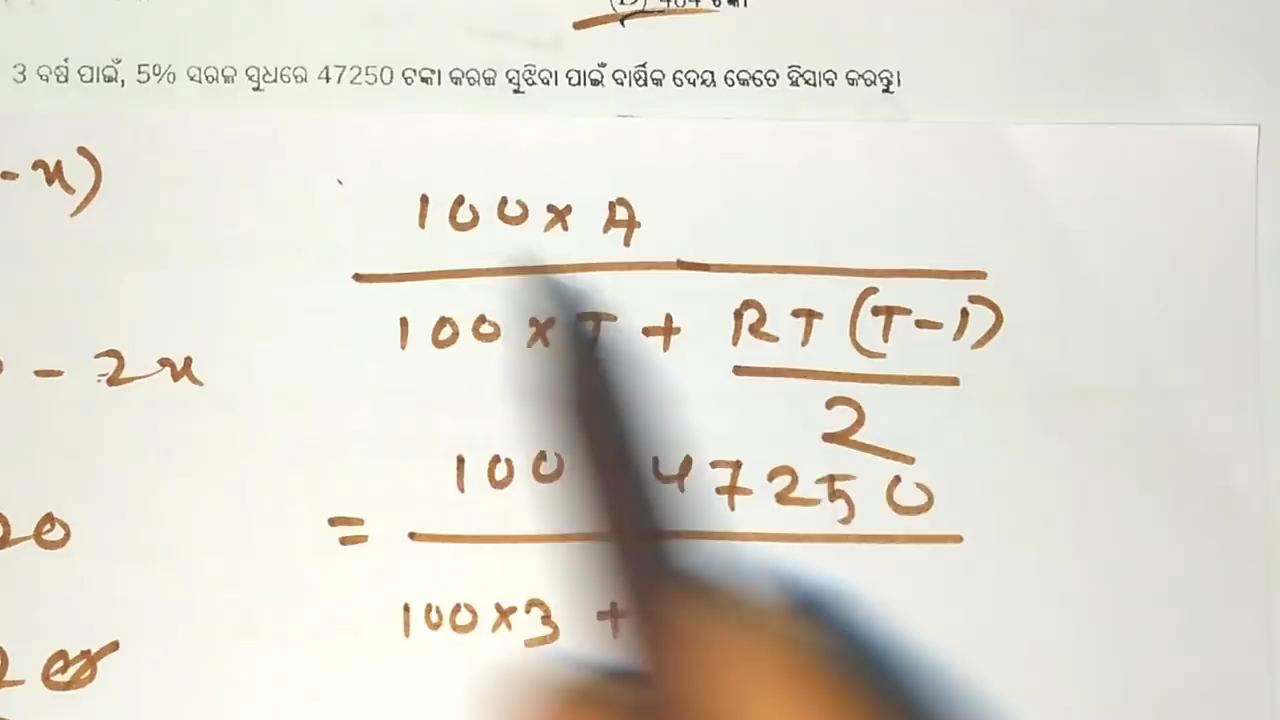 3 ବର୍ଷ ପାଇଁ, 5% ସରଳ ସୁଧରେ 47250 ଟଙ୍କା କରଜ ସୁଝିବା ପାଇଁ ବାର୍ଷିକ ଦେୟ କେତେ ହିସାବ କରନ୍ତୁ।
- x)
100 × A
100 × T + RT (T-1)
2
- 2x
100 47250
=
20
100 × 3 +